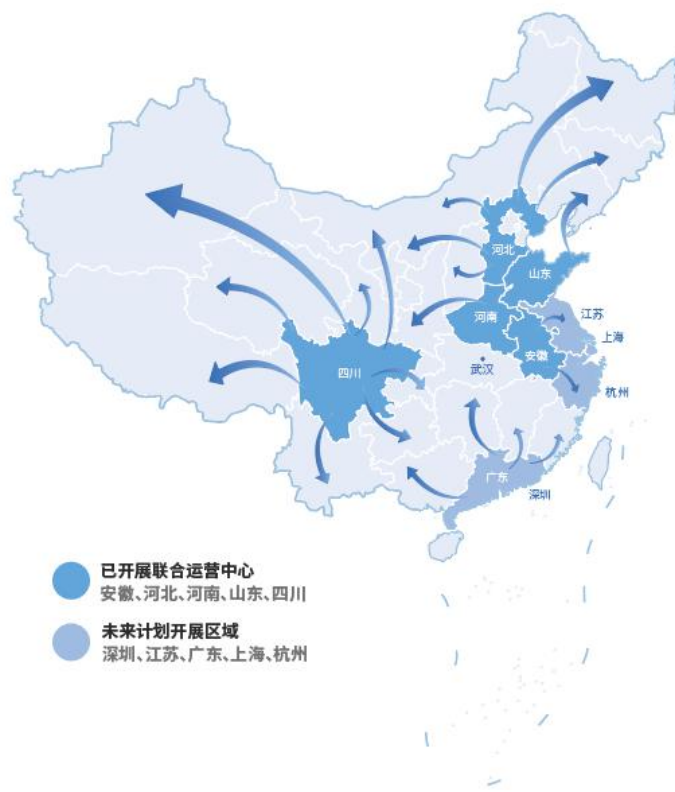 河北
山东
江苏
河南
上海
安徽
武汉
四川
杭州
广东
深圳
已开展联合运营中心
安徽、河北、河南、山东、四川
未来计划开展区域
深圳、江苏、广东、上海、杭州